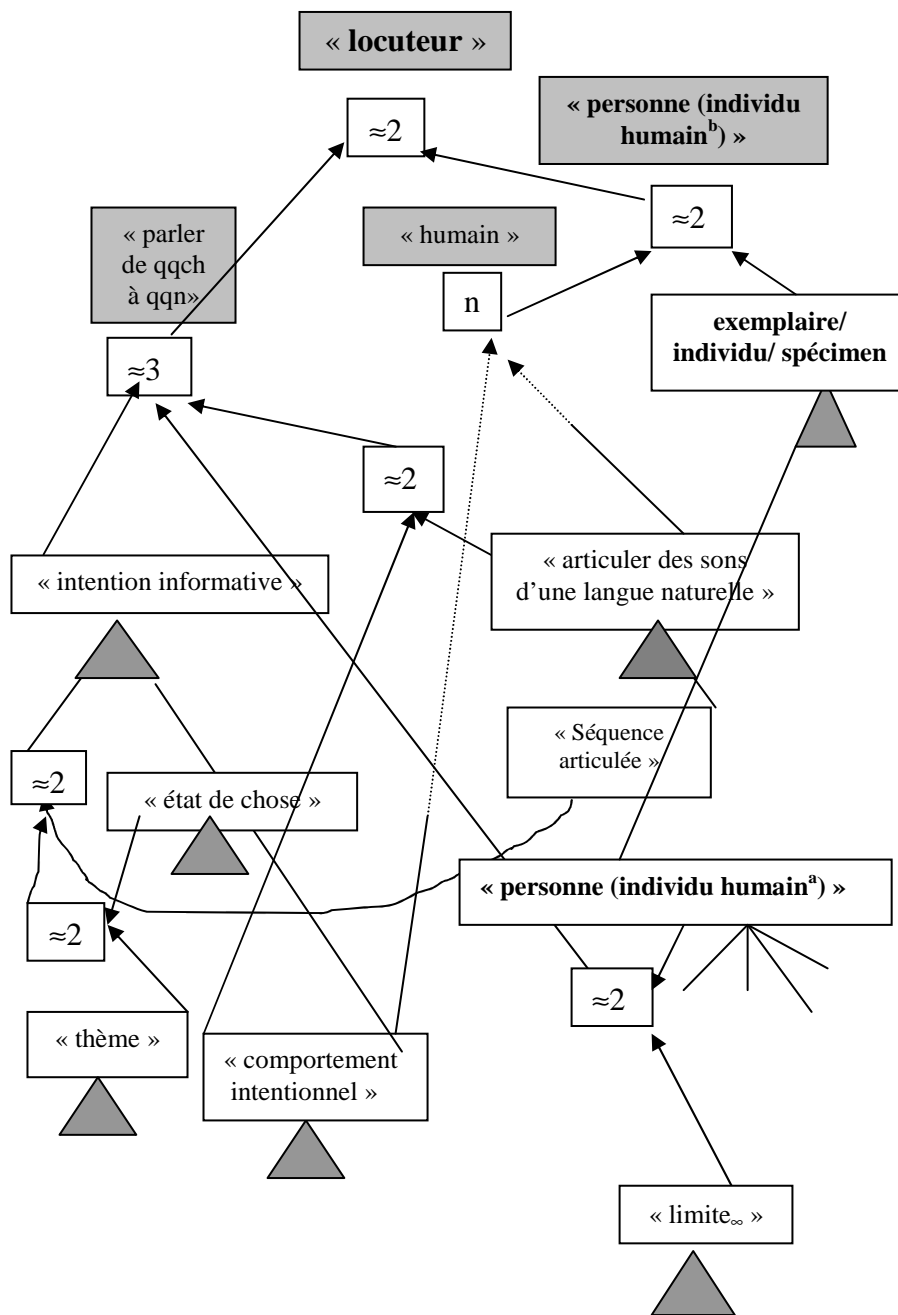 « locuteur »
« personne (individu
humainᵇ) »
≈2
≈2
« parler
de qqch
à qqn»
« humain »
n
exemplaire/
individu/ spécimen
≈3
≈2
« intention informative »
« articuler des sons
d’une langue naturelle »
« Séquence
articulée »
≈2
« état de chose »
« personne (individu humainᵃ) »
≈2
≈2
« thème »
« comportement
intentionnel »
« limite∞ »